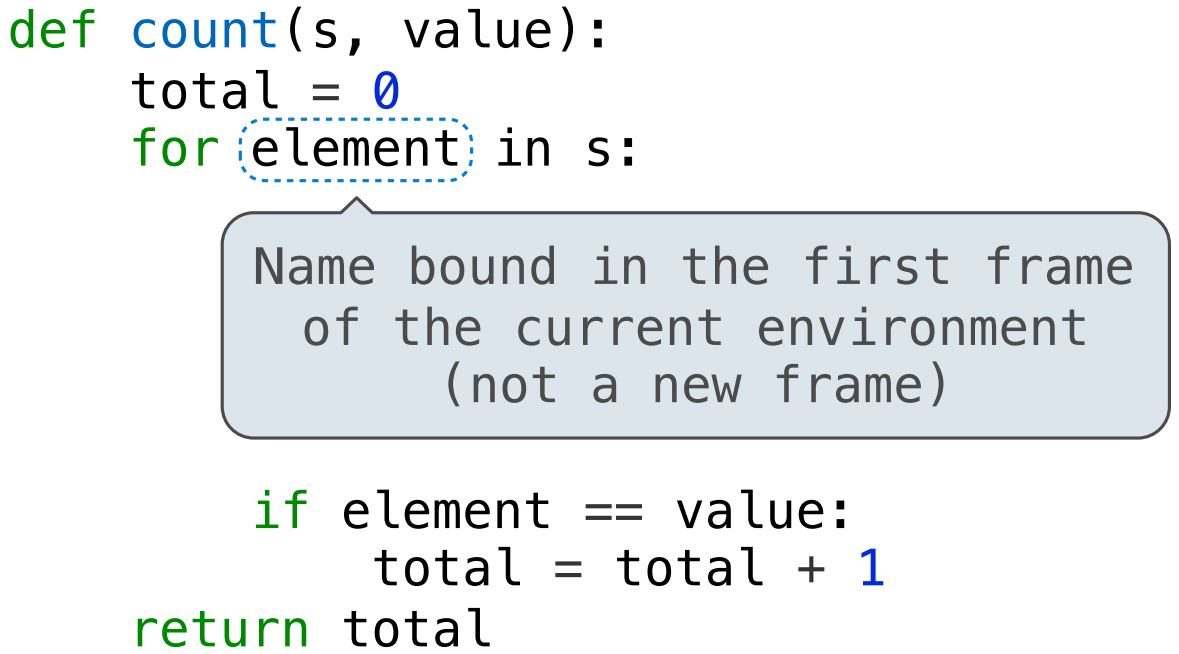 def count(s, value):
    total = 0
    for element in s:
Name bound in the first frame
of the current environment
(not a new frame)
        if element == value:
            total = total + 1
    return total